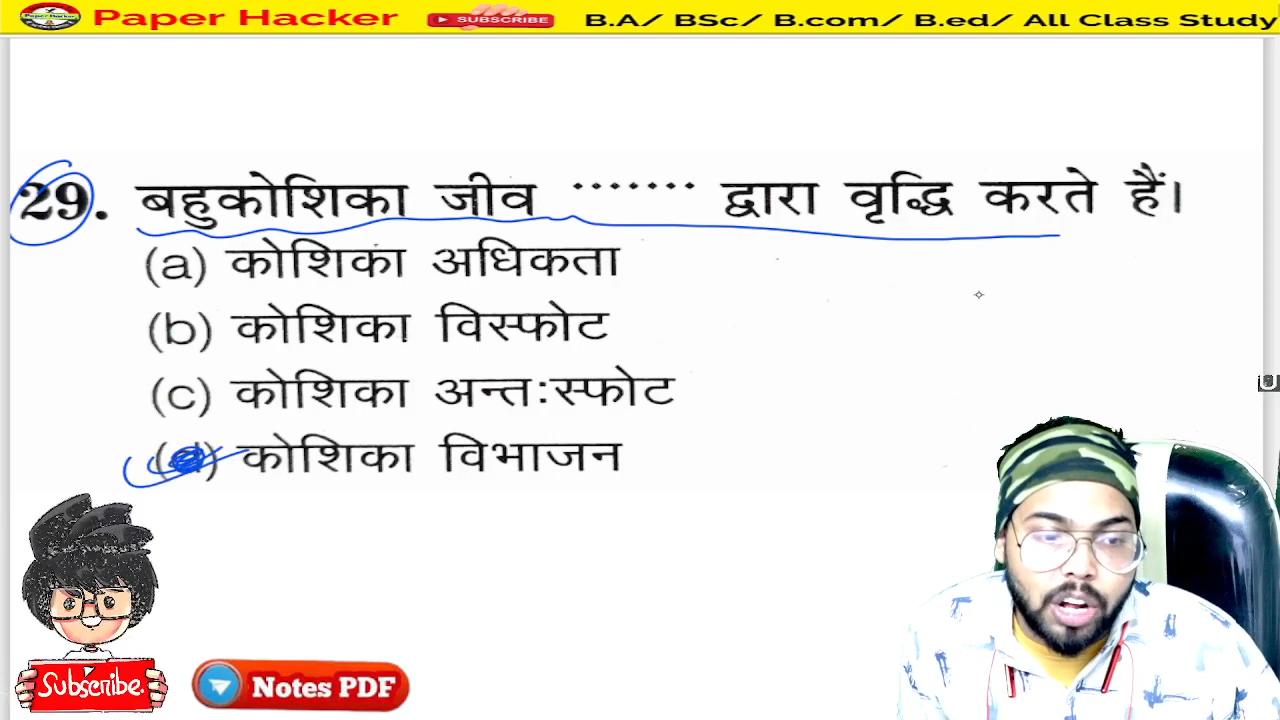 Paper Hacker
SUBSCRIBE
B.A/ BSc/ B.com/ B.ed/ All Class Study
29. बहुकोशिका जीव ....... द्वारा वृद्धि करते हैं।
(a) कोशिका अधिकता
(b) कोशिका विस्फोट
(c) कोशिका अन्तःस्फोट
(d) कोशिका विभाजन
Subscribe.
Notes PDF